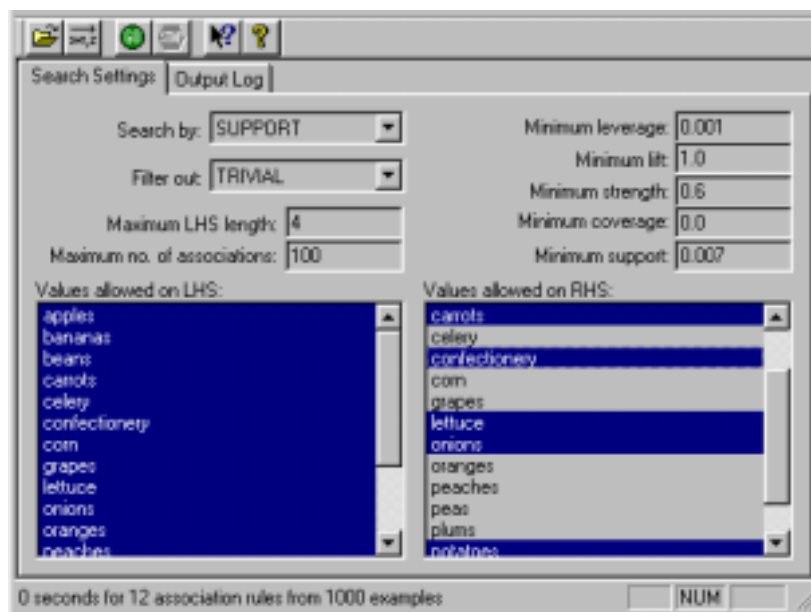 Search Settings Output Log
Search by: SUPPORT
Filter out: TRIVIAL
Maximum LHS length: 4
Maximum no. of associations: 100
Minimum leverage: 0.001
Minimum lift: 1.0
Minimum strength: 0.6
Minimum coverage: 0.0
Minimum support: 0.007
Values allowed on LHS:
apples
bananas
beans
carrots
celery
confectionery
corn
grapes
lettuce
onions
oranges
peaches
Values allowed on RHS:
carrots
celery
confectionery
corn
grapes
lettuce
onions
oranges
peaches
peas
plums
potatoes
0 seconds for 12 association rules from 1000 examples
NUM